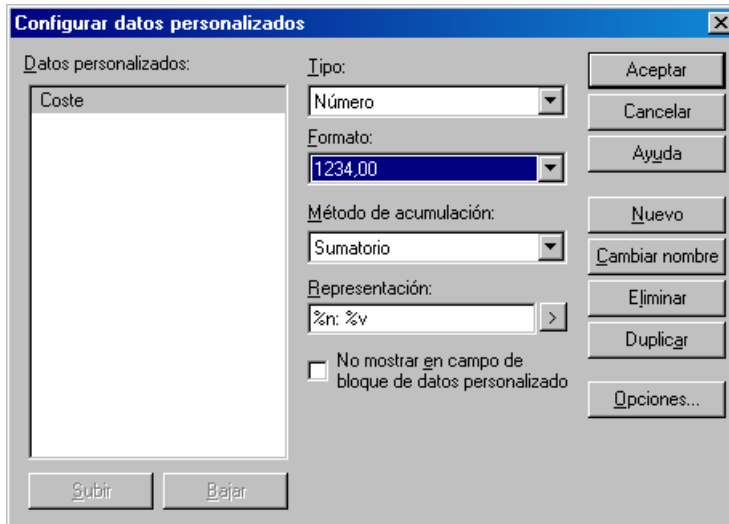 Configurar datos personalizados
Datos personalizados:
Coste
Subir
Bajar
Tipo:
Número
Formato:
1234,00
Método de acumulación:
Sumatorio
Representación:
%n: %v
>
No mostrar en campo de
bloque de datos personalizado
Aceptar
Cancelar
Ayuda
Nuevo
Cambiar nombre
Eliminar
Duplicar
Opciones...